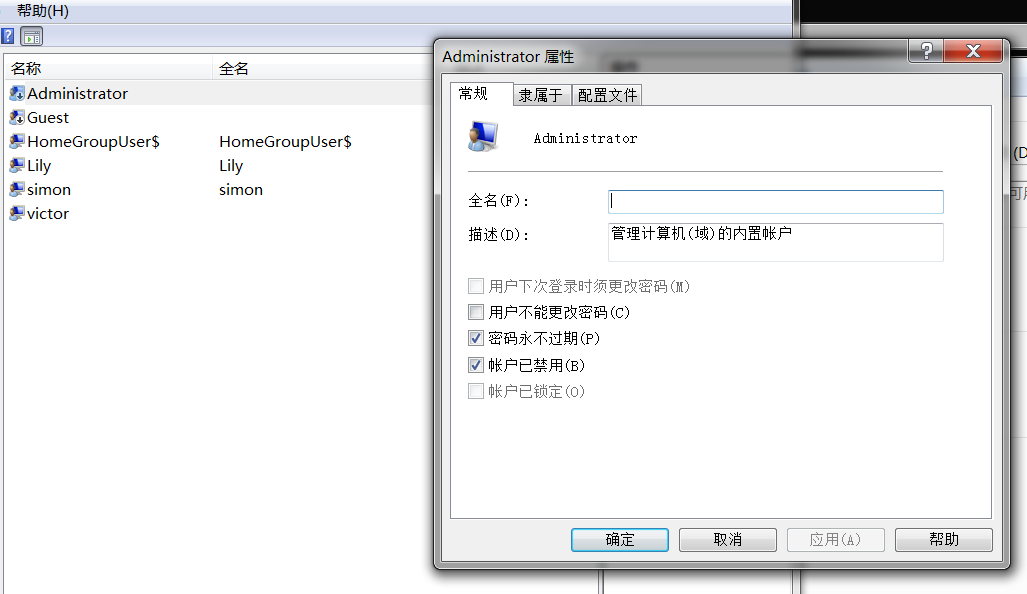 帮助(H)
名称 全名
Administrator
Guest
HomeGroupUser$ HomeGroupUser$
Lily Lily
simon simon
victor
Administrator 属性
常规 隶属于 配置文件
Administrator
全名(F):
描述(D): 管理计算机(域)的内置帐户
用户下次登录时须更改密码(M)
用户不能更改密码(C)
密码永不过期(P)
帐户已禁用(B)
帐户已锁定(O)
确定 取消 应用(A) 帮助
(D
可用